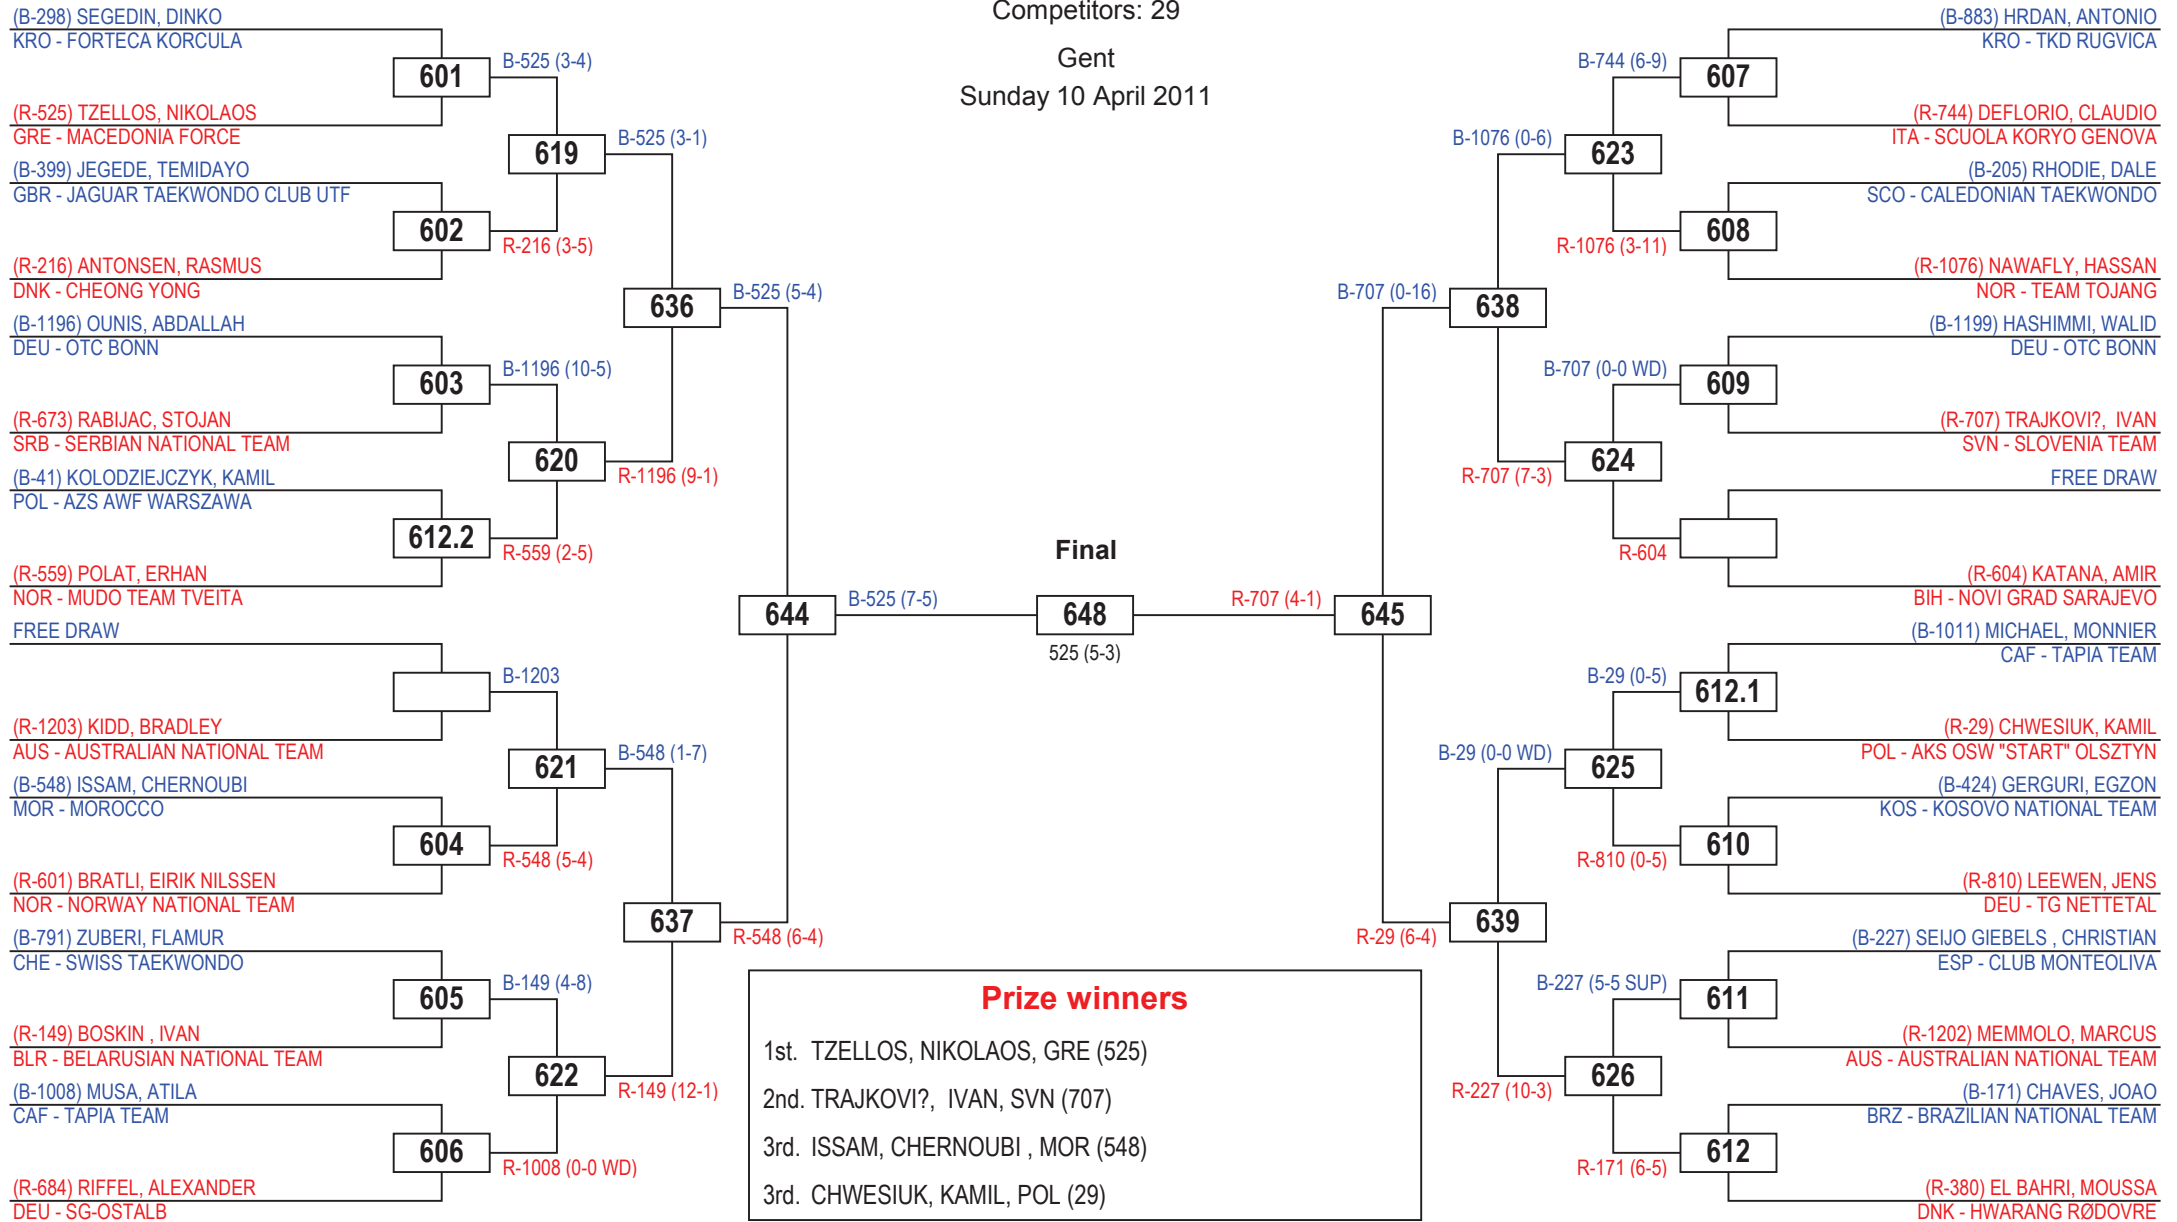 Competitors: 29
Gent
Sunday 10 April 2011
(B-298) SEGEDIN, DINKO
KRO - FORTECA KORCULA
601
B-525 (3-4)
(R-525) TZELLOS, NIKOLAOS
GRE - MACEDONIA FORCE
619
B-525 (3-1)
(B-399) JEGEDE, TEMIDAYO
GBR - JAGUAR TAEKWONDO CLUB UTF
602
R-216 (3-5)
(R-216) ANTONSEN, RASMUS
DNK - CHEONG YONG
636
B-525 (5-4)
(B-1196) OUNIS, ABDALLAH
DEU - OTC BONN
603
B-1196 (10-5)
(R-673) RABIJAC, STOJAN
SRB - SERBIAN NATIONAL TEAM
620
R-1196 (9-1)
(B-41) KOLODZIEJCZYK, KAMIL
POL - AZS AWF WARSZAWA
612.2
R-559 (2-5)
(R-559) POLAT, ERHAN
NOR - MUDO TEAM TVEITA
644
B-525 (7-5)
FREE DRAW
B-1203
(R-1203) KIDD, BRADLEY
AUS - AUSTRALIAN NATIONAL TEAM
621
B-548 (1-7)
(B-548) ISSAM, CHERNOUBI
MOR - MOROCCO
604
R-548 (5-4)
(R-601) BRATLI, EIRIK NILSSEN
NOR - NORWAY NATIONAL TEAM
637
R-548 (6-4)
(B-791) ZUBERI, FLAMUR
CHE - SWISS TAEKWONDO
605
B-149 (4-8)
(R-149) BOSKIN , IVAN
BLR - BELARUSIAN NATIONAL TEAM
622
R-149 (12-1)
(B-1008) MUSA, ATILA
CAF - TAPIA TEAM
606
R-1008 (0-0 WD)
(R-684) RIFFEL, ALEXANDER
DEU - SG-OSTALB
Final
648
525 (5-3)
(B-883) HRDAN, ANTONIO
KRO - TKD RUGVICA
B-744 (6-9)
607
(R-744) DEFLORIO, CLAUDIO
ITA - SCUOLA KORYO GENOVA
B-1076 (0-6)
623
(B-205) RHODIE, DALE
SCO - CALEDONIAN TAEKWONDO
R-1076 (3-11)
608
(R-1076) NAWAFLY, HASSAN
NOR - TEAM TOJANG
B-707 (0-16)
638
(B-1199) HASHIMMI, WALID
DEU - OTC BONN
B-707 (0-0 WD)
609
(R-707) TRAJKOVI?,  IVAN
SVN - SLOVENIA TEAM
R-707 (7-3)
624
FREE DRAW
R-604
(R-604) KATANA, AMIR
BIH - NOVI GRAD SARAJEVO
R-707 (4-1)
645
(B-1011) MICHAEL, MONNIER
CAF - TAPIA TEAM
B-29 (0-5)
612.1
(R-29) CHWESIUK, KAMIL
POL - AKS OSW "START" OLSZTYN
B-29 (0-0 WD)
625
(B-424) GERGURI, EGZON
KOS - KOSOVO NATIONAL TEAM
R-810 (0-5)
610
(R-810) LEEWEN, JENS
DEU - TG NETTETAL
R-29 (6-4)
639
(B-227) SEIJO GIEBELS , CHRISTIAN
ESP - CLUB MONTEOLIVA
B-227 (5-5 SUP)
611
(R-1202) MEMMOLO, MARCUS
AUS - AUSTRALIAN NATIONAL TEAM
R-227 (10-3)
626
(B-171) CHAVES, JOAO
BRZ - BRAZILIAN NATIONAL TEAM
R-171 (6-5)
612
(R-380) EL BAHRI, MOUSSA
DNK - HWARANG RØDOVRE
Prize winners
1st. TZELLOS, NIKOLAOS, GRE (525)
2nd. TRAJKOVI?,  IVAN, SVN (707)
3rd. ISSAM, CHERNOUBI , MOR (548)
3rd. CHWESIUK, KAMIL, POL (29)